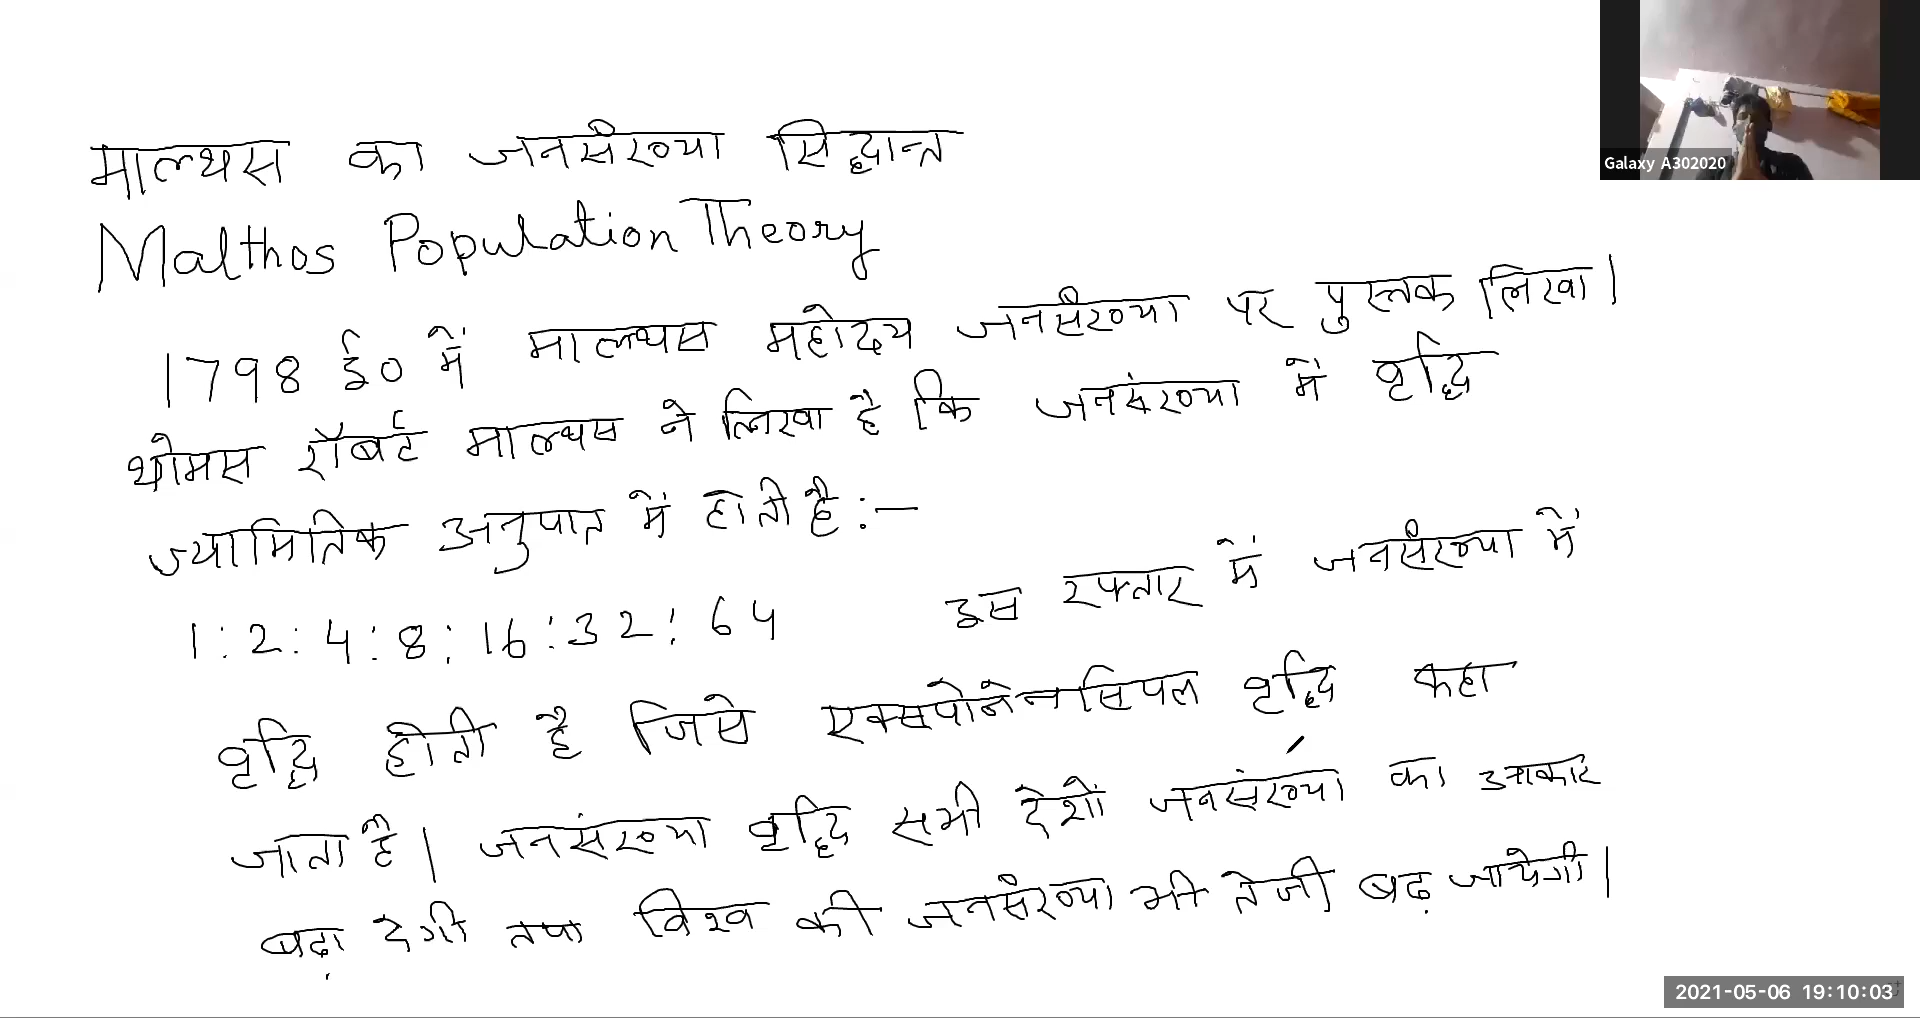 माल्थस का जनसंख्या सिद्धान्त
Malthos Population Theory
1798 ई० में माल्थस महोदय जनसंख्या पर पुस्तक लिखा।
थोमस रॉबर्ट माल्थस ने लिखा है कि जनसंख्या में वृद्धि
ज्यामितिक अनुपात में होती है :—
1 : 2 : 4 : 8 : 16 : 32 : 64 इस रफ्तार में जनसंख्या में
वृद्धि होती है जिसे एक्सपोनेन्सियल वृद्धि कहा
जाता है। जनसंख्या वृद्धि सभी देशों जनसंख्या का आकार
बढ़ा देगी तथा विश्व की जनसंख्या भी तेजी बढ़ जायेगी।
Galaxy A302020
2021-05-06 19:10:03